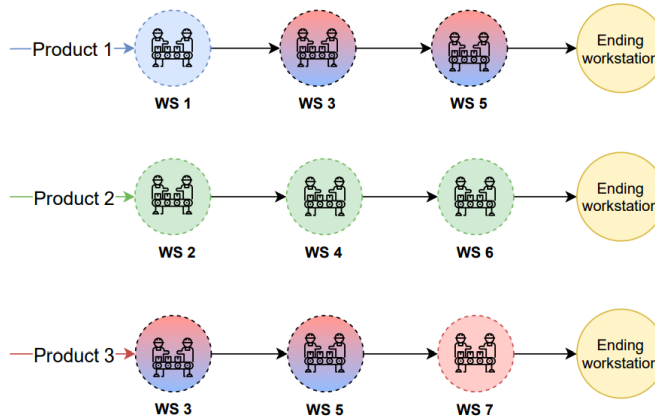 Product 1
Ending
workstation
WS 1
WS 3
WS 5
Product 2
Ending
workstation
WS 2
WS 4
WS 6
Product 3
Ending
workstation
WS 3
WS 5
WS 7